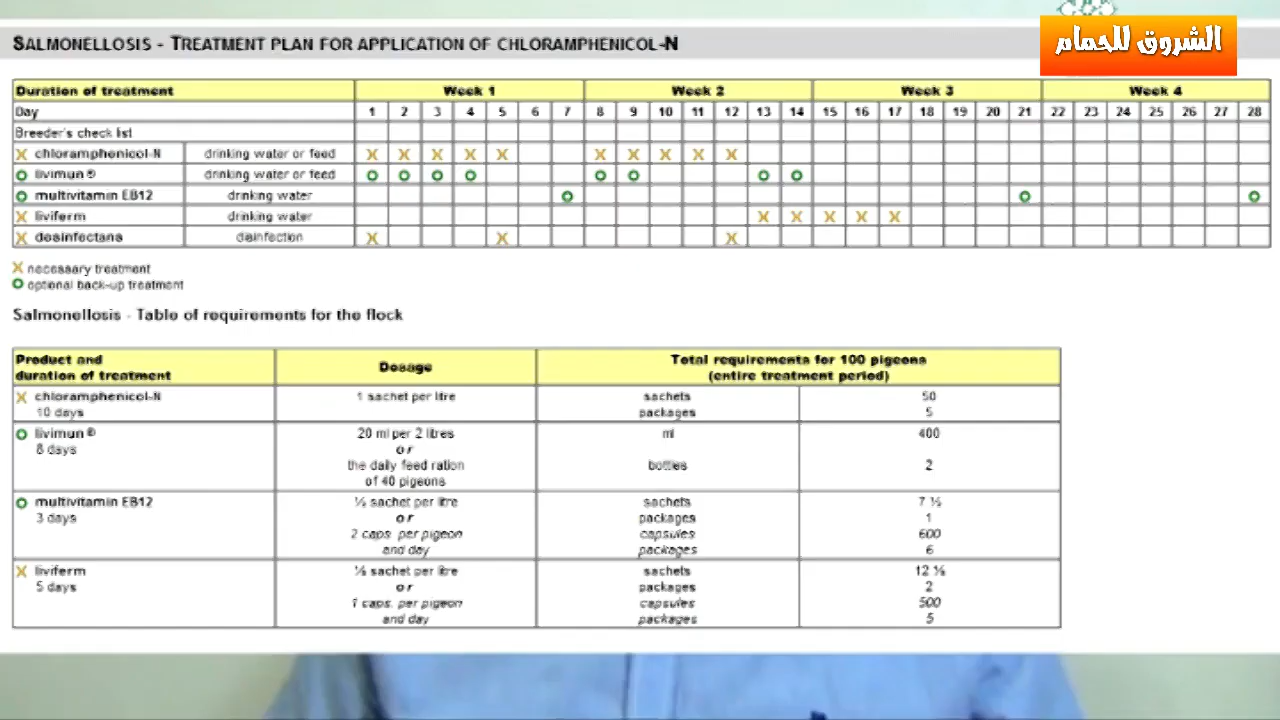 الشروق للحمام
SALMONELLOSIS - TREATMENT PLAN FOR APPLICATION OF CHLORAMPHENICOL-N
Duration of treatment Week 1 Week 2 Week 3 Week 4
Day 1 2 3 4 5 6 7 8 9 10 11 12 13 14 15 16 17 18 19 20 21 22 23 24 25 26 27 28
Breeder's check list
X chloramphenicol-N drinking water or feed X X X X X X X X X X
O livimun ® drinking water or feed O O O O O O O O
O multivitamin EB12 drinking water O O O
X liviferm drinking water X X X X X
X desinfectans deinfection X X X
X necessary treatment
O optional back-up treatment
Salmonellosis - Table of requirements for the flock
Product and duration of treatment Dosage Total requirements for 100 pigeons (entire treatment period)
X chloramphenicol-N 1 sachet per litre sachets 50
10 days packages 5
O livimun ® 20 ml per 2 litres ml 400
8 days or
the daily feed ration bottles 2
of 40 pigeons
O multivitamin EB12 ½ sachet per litre sachets 7 ½
3 days or packages 1
2 caps. per pigeon capsules 600
and day packages 6
X liviferm ½ sachet per litre sachets 12 ½
5 days or packages 2
1 caps. per pigeon capsules 500
and day packages 5